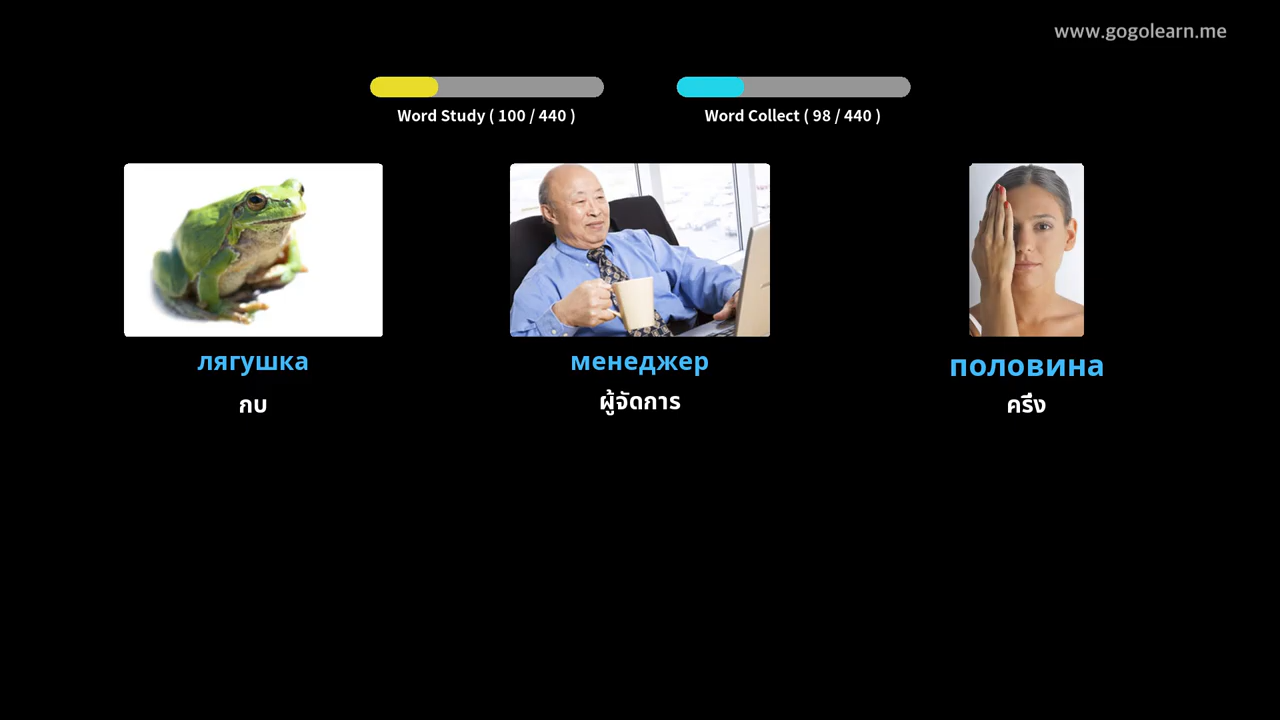 www.gogolearn.me
Word Study ( 100 / 440 )
Word Collect ( 98 / 440 )
лягушка
менеджер
половина
กบ
ผู้จัดการ
ครึ่ง